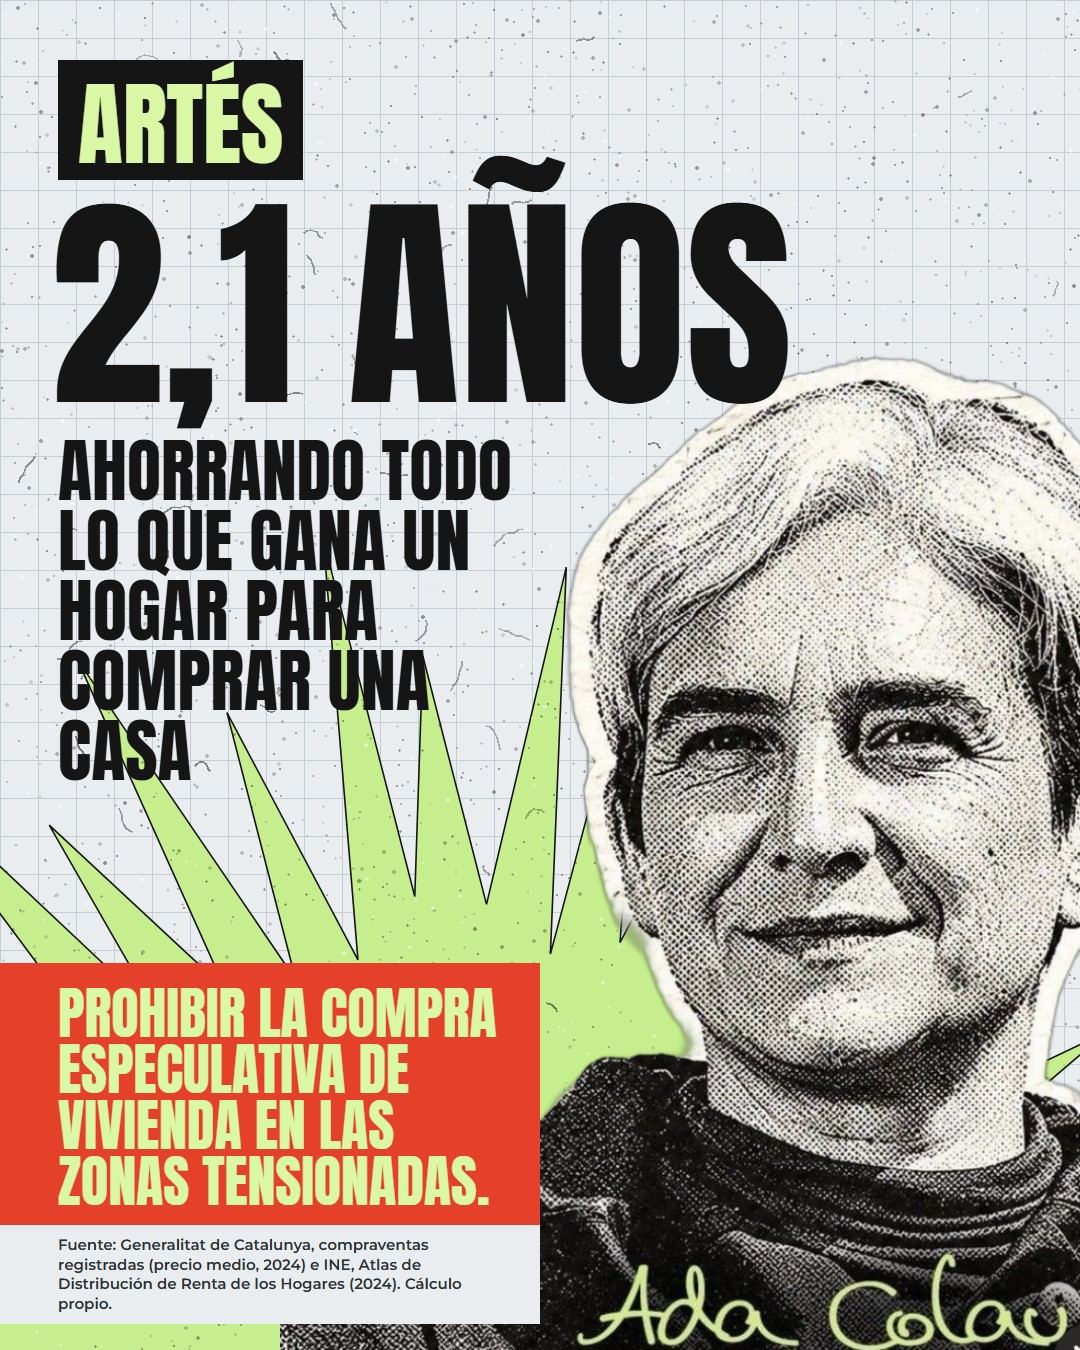 ARTÉS
2,1 AÑOS
AHORRANDO TODO
LO QUE GANA UN
HOGAR PARA
COMPRAR UNA
CASA
PROHIBIR LA COMPRA
ESPECULATIVA DE
VIVIENDA EN LAS
ZONAS TENSIONADAS.
Fuente: Generalitat de Catalunya, compraventas
registradas (precio medio, 2024) e INE, Atlas de
Distribución de Renta de los Hogares (2024). Cálculo
propio.
Ada Colau